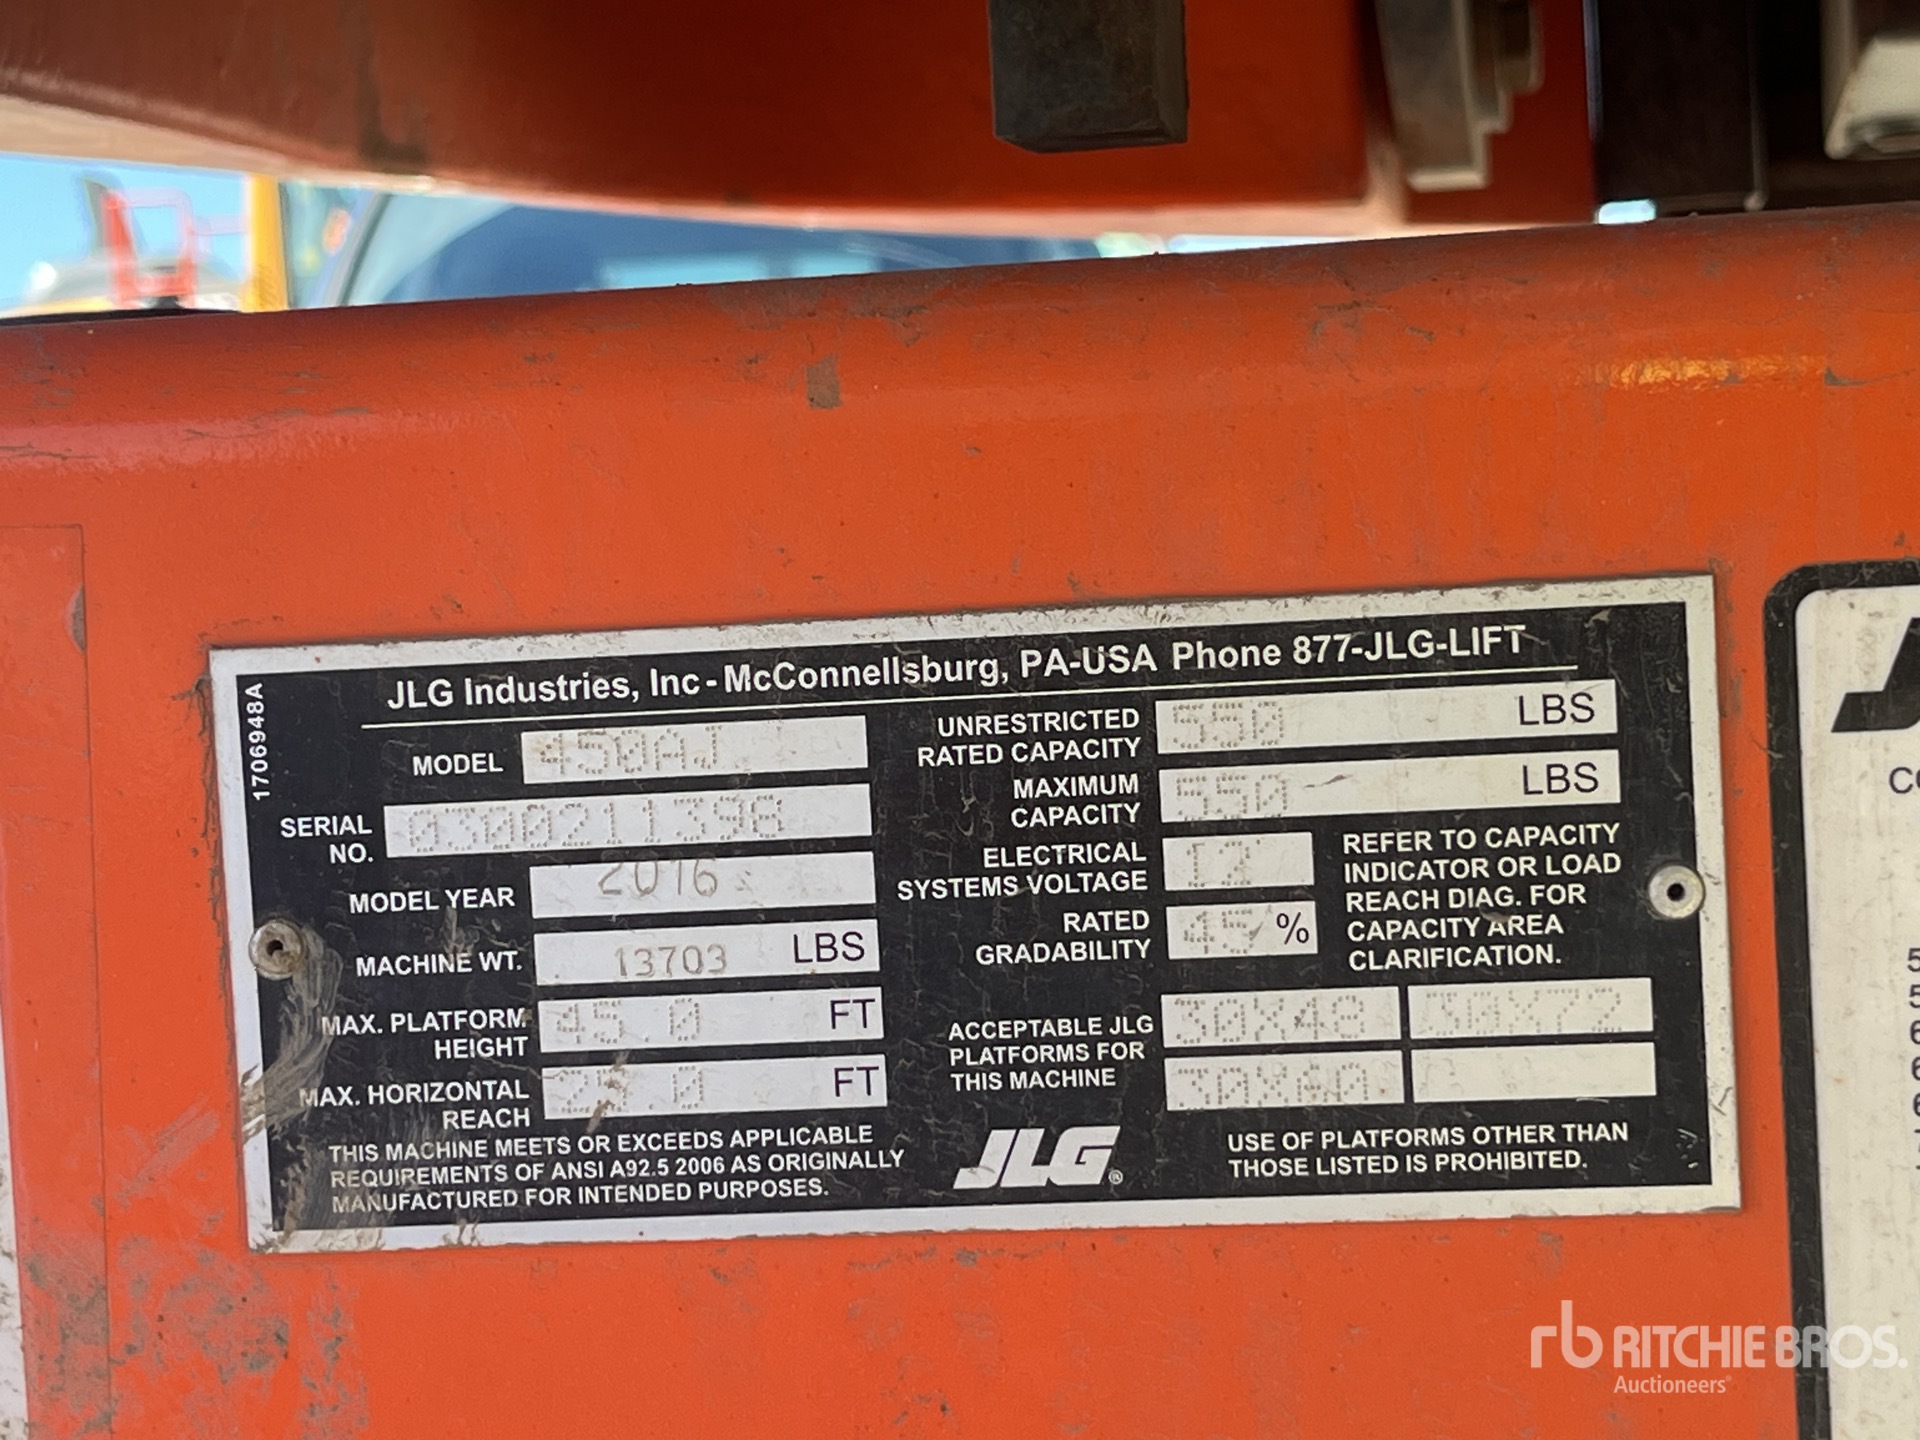 JLG Industries, Inc - McConnellsburg, PA-USA Phone 877-JLG-LIFT
1706948A
MODEL 450AJ
SERIAL NO. 0300211398
MODEL YEAR 2016
MACHINE WT. 13703 LBS
MAX. PLATFORM HEIGHT 45.0 FT
MAX. HORIZONTAL REACH FT
THIS MACHINE MEETS OR EXCEEDS APPLICABLE
REQUIREMENTS OF ANSI A92.5 2006 AS ORIGINALLY
MANUFACTURED FOR INTENDED PURPOSES.
UNRESTRICTED RATED CAPACITY 550 LBS
MAXIMUM CAPACITY 550 LBS
ELECTRICAL SYSTEMS VOLTAGE 12
RATED GRADABILITY 45 %
REFER TO CAPACITY
INDICATOR OR LOAD
REACH DIAG. FOR
CAPACITY AREA
CLARIFICATION.
ACCEPTABLE JLG
PLATFORMS FOR
THIS MACHINE
30X48 30X72
30X60
JLG®
USE OF PLATFORMS OTHER THAN
THOSE LISTED IS PROHIBITED.
rb RITCHIE BROS.
Auctioneers